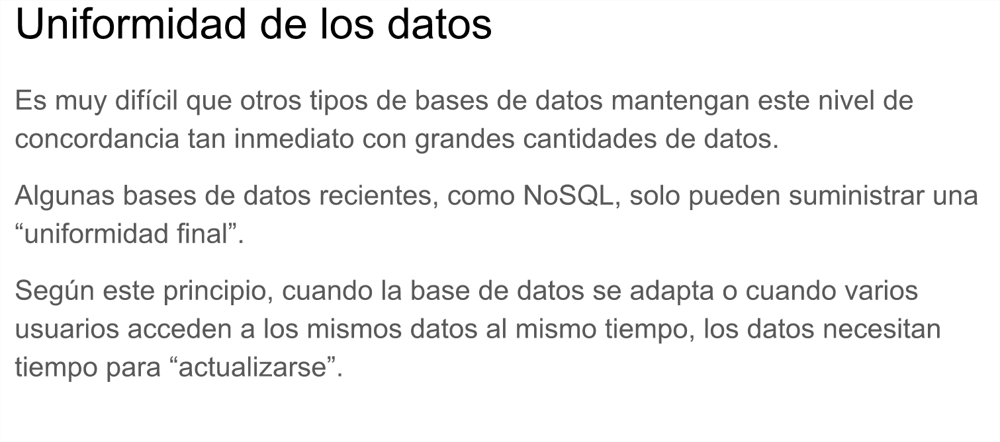 Uniformidad de los datos
Es muy difícil que otros tipos de bases de datos mantengan este nivel de
concordancia tan inmediato con grandes cantidades de datos.
Algunas bases de datos recientes, como NoSQL, solo pueden suministrar una
“uniformidad final”.
Según este principio, cuando la base de datos se adapta o cuando varios
usuarios acceden a los mismos datos al mismo tiempo, los datos necesitan
tiempo para “actualizarse”.